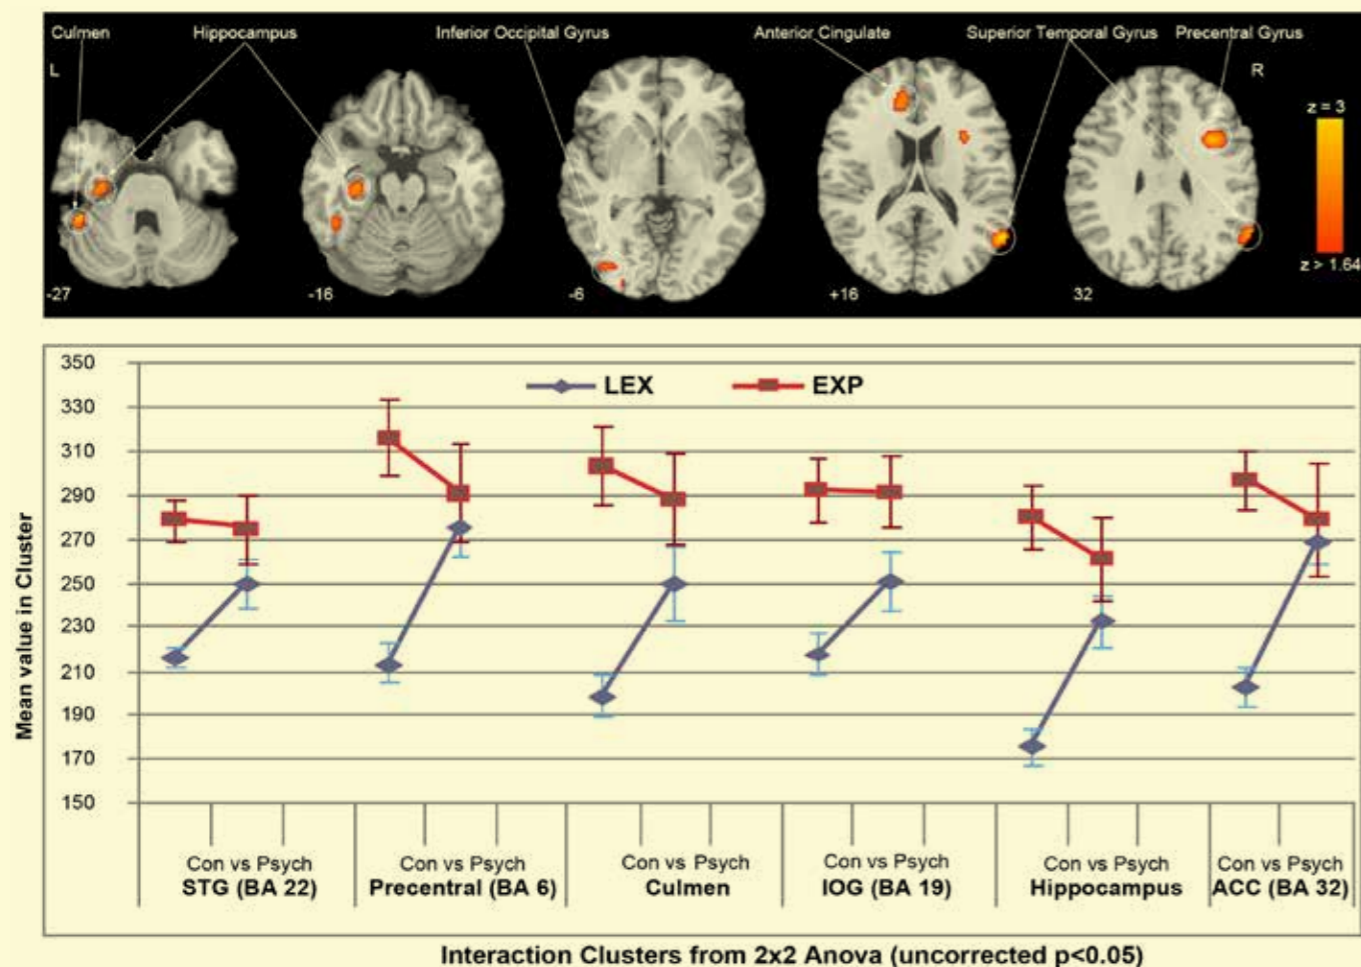 Culmen Hippocampus Inferior Occipital Gyrus Anterior Cingulate Superior Temporal Gyrus Precentral Gyrus
L R
z = 3
z > 1.64
-27 -16 -6 +16 32
350
330
310
290
270
250
230
210
190
170
150
Mean value in Cluster
LEX EXP
Con vs Psych Con vs Psych Con vs Psych Con vs Psych Con vs Psych Con vs Psych
STG (BA 22) Precentral (BA 6) Culmen IOG (BA 19) Hippocampus ACC (BA 32)
Interaction Clusters from 2x2 Anova (uncorrected p<0.05)